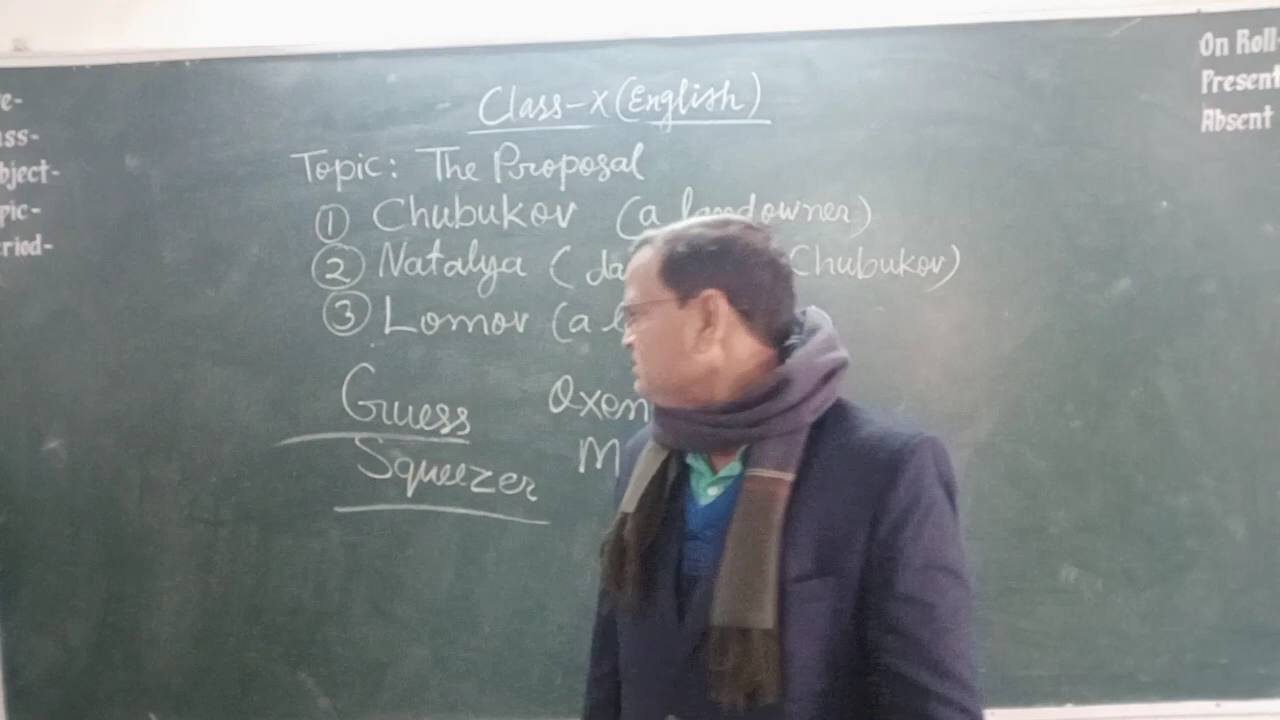 Class-X (English)
Topic: The Proposal
① Chubukov (a landowner)
② Natalya ( Chubukov)
③ Lomov (a
Guess Oxen
Squeezer
On Roll-
Present
Absent